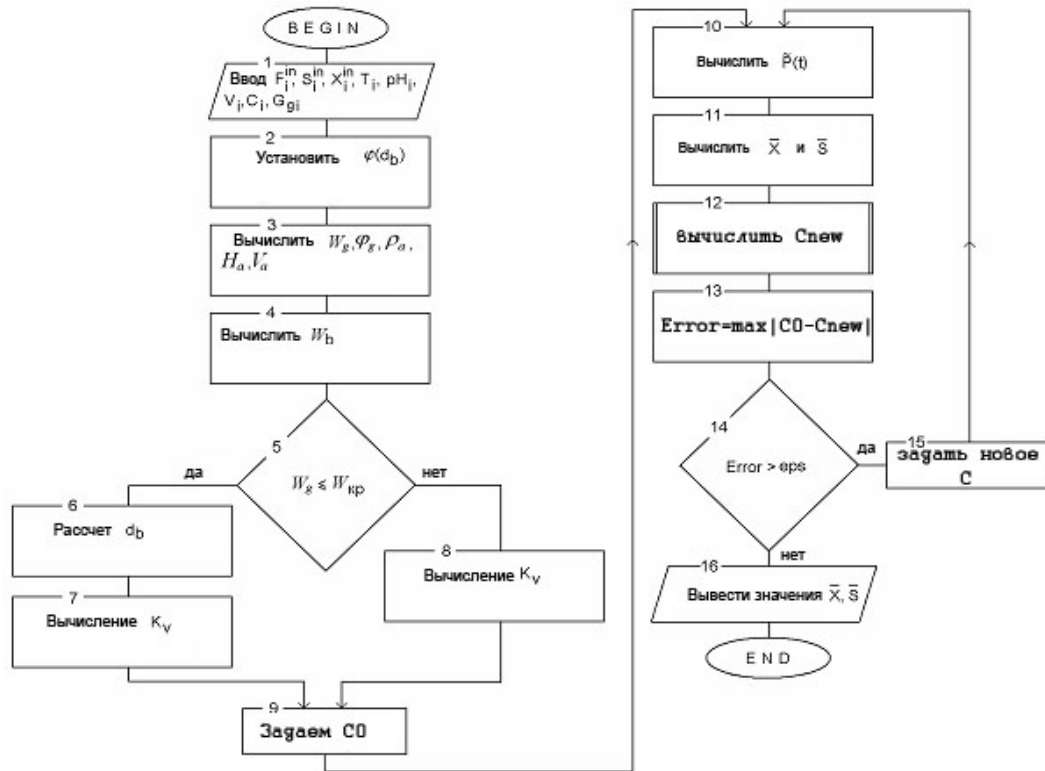 B E G I N
1
Ввод F_i^in, S_i^in, X_i^in, T_i, pH_i,
V_i, C_i, G_gi
2
Установить φ(d_b)
3
Вычислить W_g, φ_g, ρ_a,
H_a, V_a
4
Вычислить W_b
5
W_g ⩽ W_кр
да
нет
6
Рассчет d_b
7
Вычисление K_v
8
Вычисление K_v
9
Задаем C0
10
Вычислить P̃(t)
11
Вычислить X̄ и S̄
12
вычислить Cnew
13
Error=max|C0-Cnew|
14
Error > eps
да
15
задать новое
C
нет
16
Вывести значения X̄, S̄
E N D